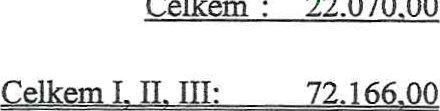 Celkem : 22.070,00
Celkem I, II, III: 72.166,00